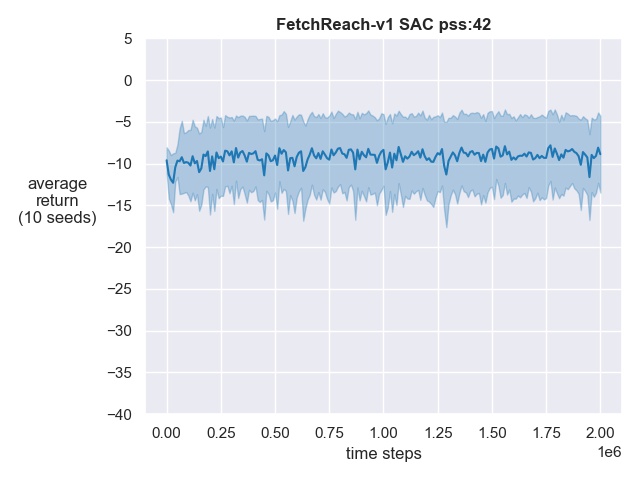 FetchReach-v1 SAC pss:42
5
0
−5
−10
−15
−20
−25
−30
−35
−40
average
return
(10 seeds)
0.00 0.25 0.50 0.75 1.00 1.25 1.50 1.75 2.00
time steps
1e6